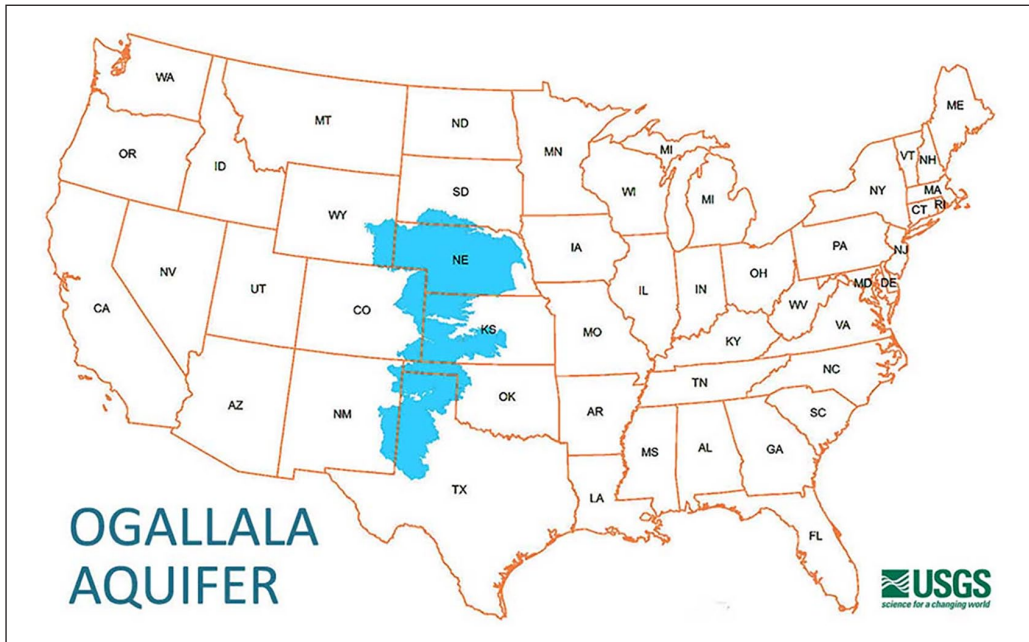 WA
MT
ND
MN
ME
OR
ID
SD
WI
MI
MI
VT
NH
NY
MA
CT
RI
WY
NE
IA
PA
NJ
NV
UT
CO
KS
IL
IN
OH
MD
DE
WV
VA
CA
MO
KY
NC
AZ
NM
OK
AR
TN
SC
MS
AL
GA
TX
LA
FL
OGALLALA
AQUIFER
USGS
science for a changing world